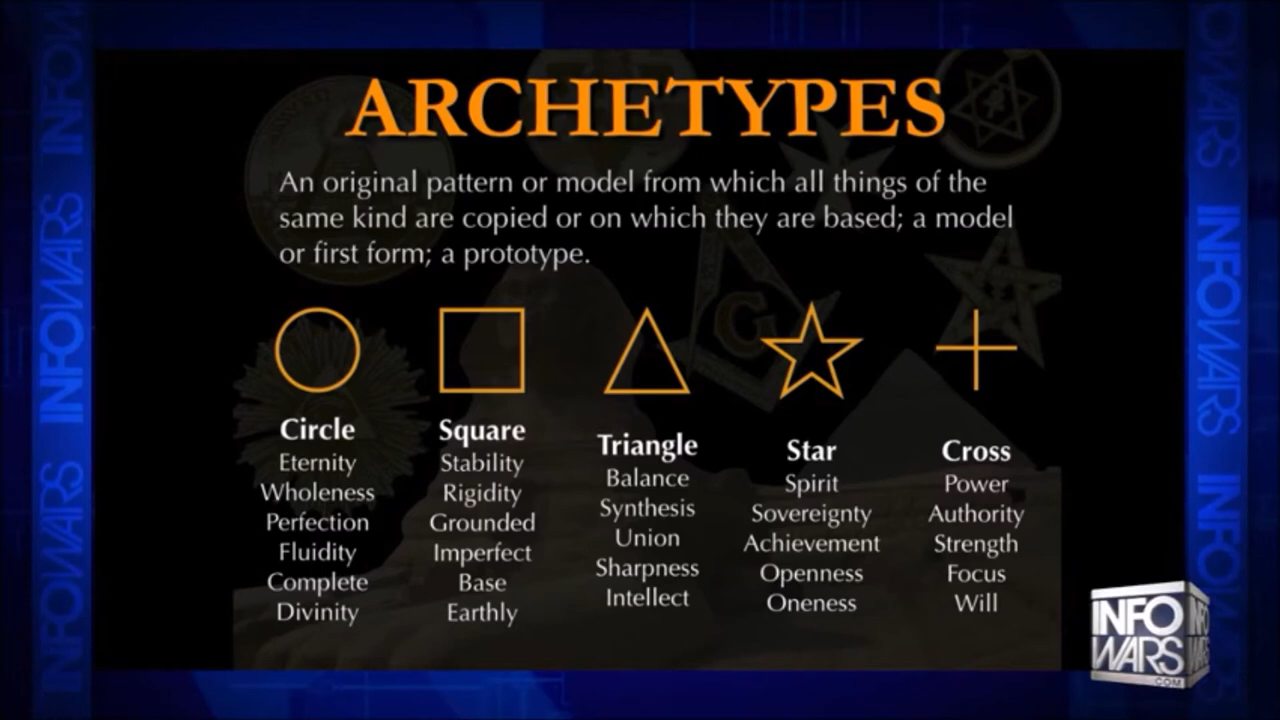 ARCHETYPES
An original pattern or model from which all things of the
same kind are copied or on which they are based; a model
or first form; a prototype.
Circle
Eternity
Wholeness
Perfection
Fluidity
Complete
Divinity
Square
Stability
Rigidity
Grounded
Imperfect
Base
Earthly
Triangle
Balance
Synthesis
Union
Sharpness
Intellect
Star
Spirit
Sovereignty
Achievement
Openness
Oneness
Cross
Power
Authority
Strength
Focus
Will
G
INFOWARS
INFOWARS
INFOWARS
INFOWARS
INFOWARS
INFOWARS
INFO
WARS
.COM